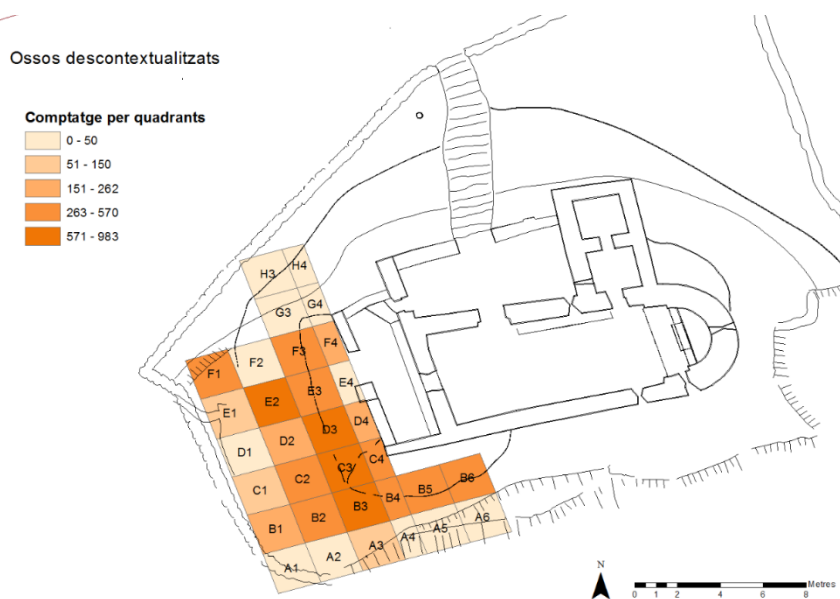 Ossos descontextualitzats
Comptatge per quadrants
0 - 50
51 - 150
151 - 262
263 - 570
571 - 983
H3 H4
G3 G4
F1 F2 F3 F4
E1 E2 E3 E4
D1 D2 D3 D4
C1 C2 C3 C4
B1 B2 B3 B4 B5 B6
A1 A2 A3 A4 A5 A6
N
Metres
0 1 2 4 6 8